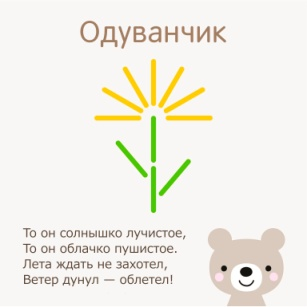 Одуванчик
То он солнышко лучистое,
То он облачко пушистое.
Лета ждать не захотел,
Ветер дунул — облетел!